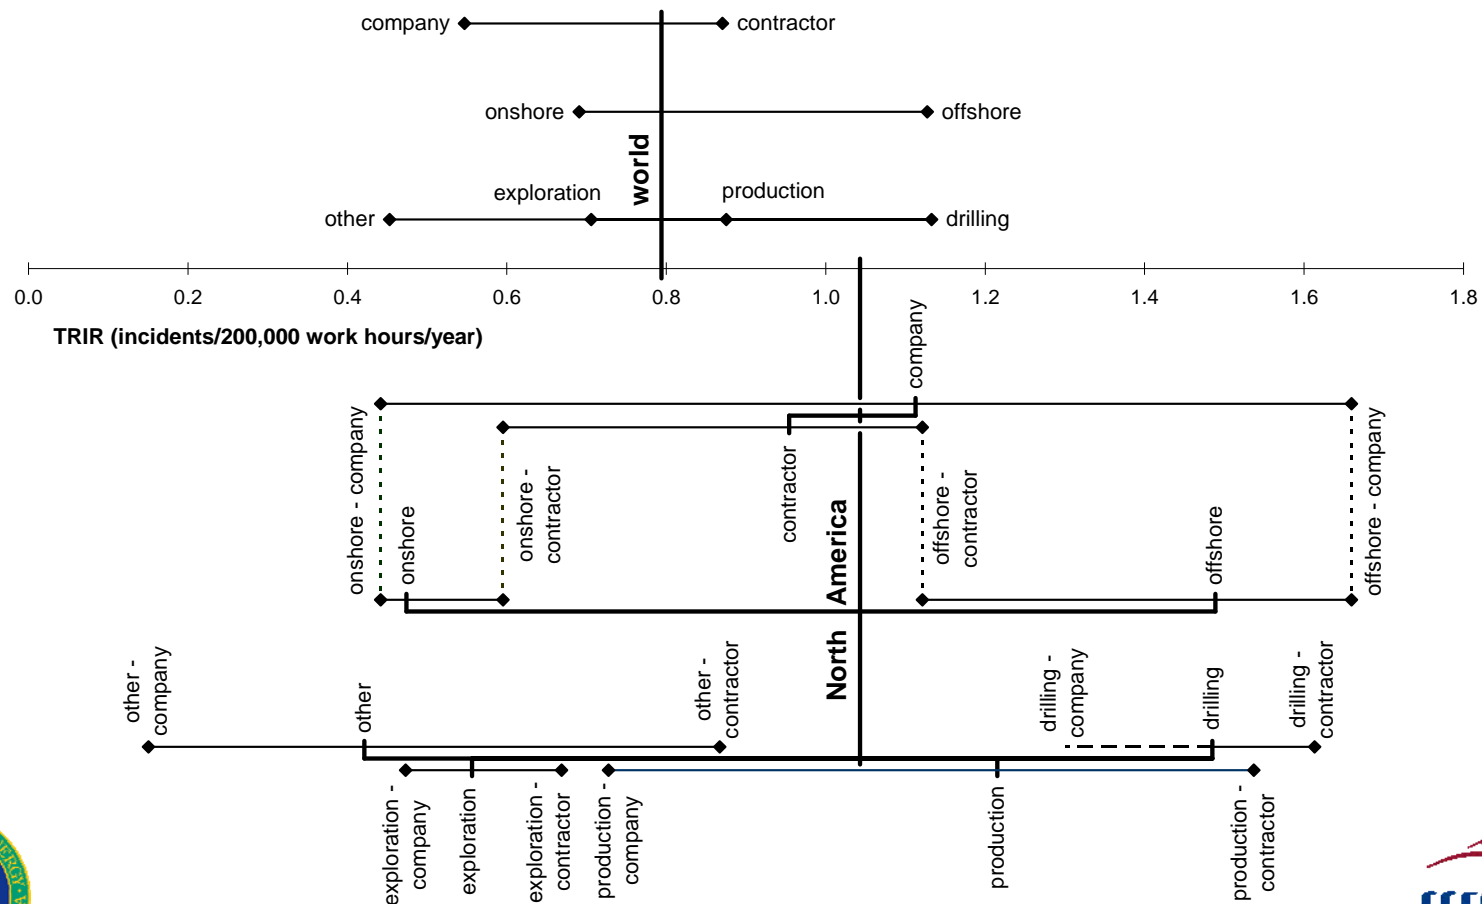 company
contractor
onshore
offshore
world
exploration
production
other
drilling
0.0
0.2
0.4
0.6
0.8
1.0
1.2
1.4
1.6
1.8
TRIR (incidents/200,000 work hours/year)
company
onshore - company
onshore -
contractor
contractor
offshore -
contractor
offshore - company
onshore
North America
offshore
other -
company
other
other -
contractor
drilling -
company
drilling
drilling -
contractor
exploration -
company
exploration
exploration -
contractor
production -
company
production
production -
contractor